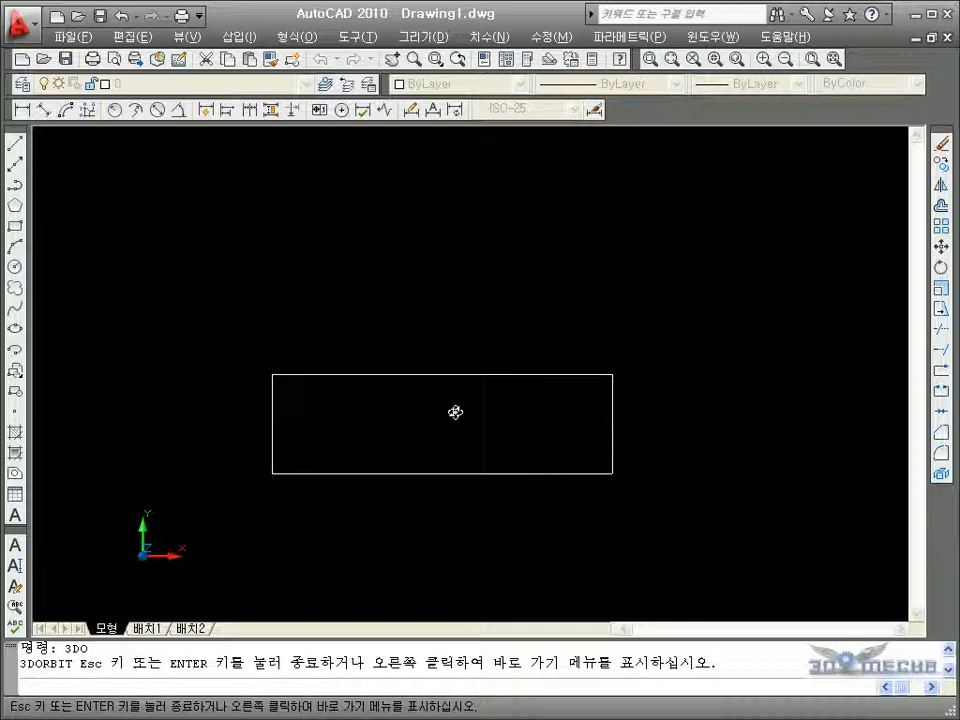 AutoCAD 2010 Drawing1.dwg
키워드 또는 구절 입력
파일(F) 편집(E) 뷰(V) 삽입(I) 형식(O) 도구(T) 그리기(D) 치수(N) 수정(M) 파라메트릭(P) 윈도우(W) 도움말(H)
0 ByLayer ByLayer ByLayer ByColor
ISO-25
Y
Z X
모형 배치1 배치2
명령: 3DO
3DORBIT Esc 키 또는 ENTER 키를 눌러 종료하거나 오른쪽 클릭하여 바로 가기 메뉴를 표시하십시오.
3D MECHA
Esc 키 또는 ENTER 키를 눌러 종료하거나 오른쪽 클릭하여 바로 가기 메뉴를 표시하십시오.